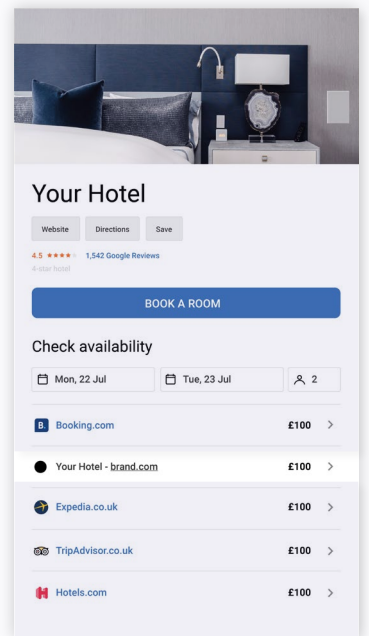 Your Hotel
Website Directions Save
4.5 1,542 Google Reviews
4-star hotel
BOOK A ROOM
Check availability
Mon, 22 Jul Tue, 23 Jul 2
B. Booking.com £100
Your Hotel - brand.com £100
Expedia.co.uk £100
TripAdvisor.co.uk £100
Hotels.com £100